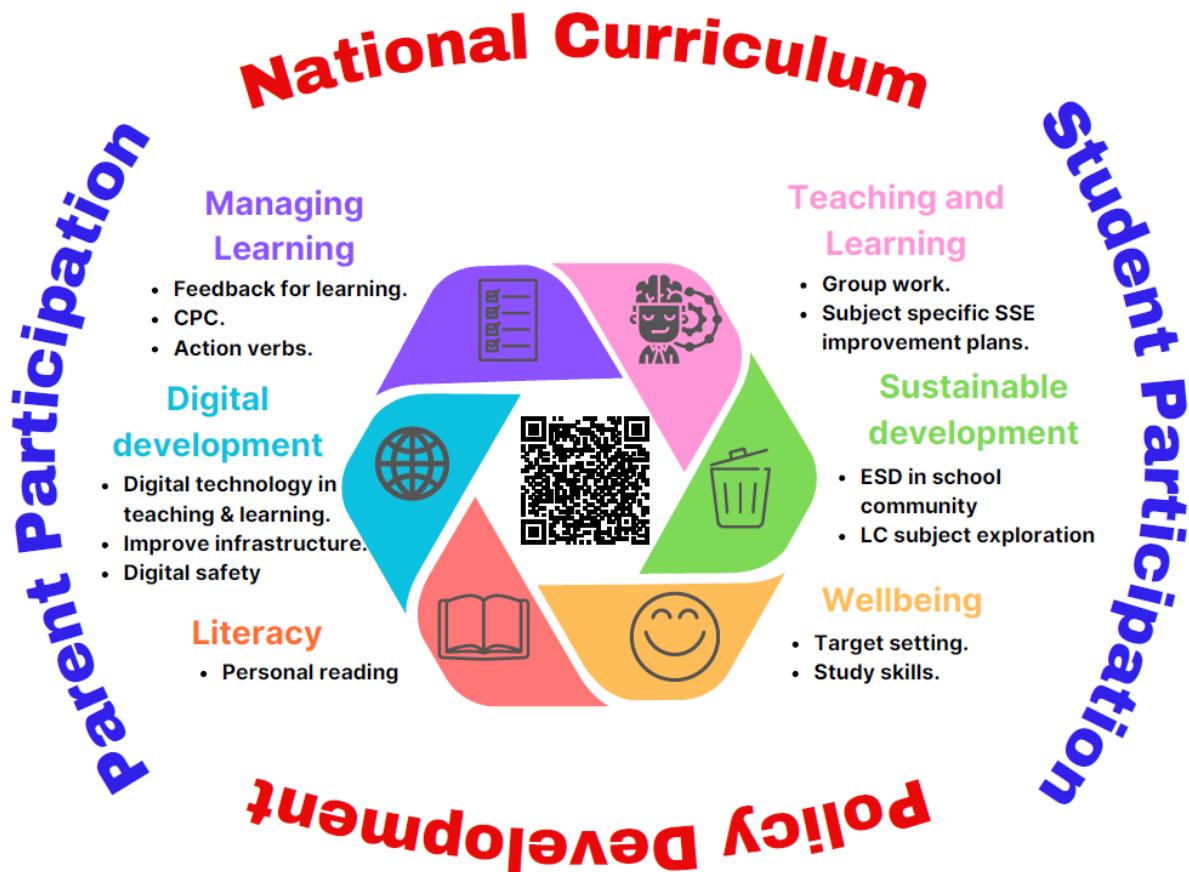 National Curriculum
Parent Participation
Student Participation
Managing
Learning
• Feedback for learning.
• CPC.
• Action verbs.
Teaching and
Learning
• Group work.
• Subject specific SSE
improvement plans.
Digital
development
• Digital technology in
teaching & learning.
• Improve infrastructure.
• Digital safety
Sustainable
development
• ESD in school
community
• LC subject exploration
Literacy
• Personal reading
Wellbeing
• Target setting.
• Study skills.
Policy Development